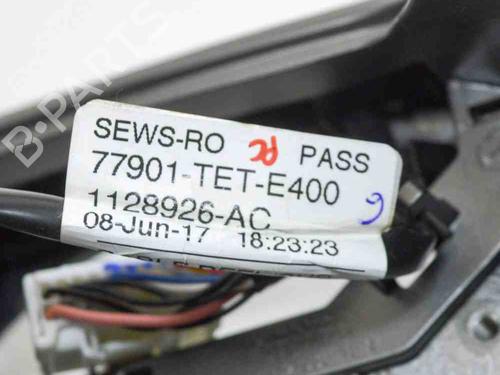 B-PARTS
SEWS-RO PASS
77901-TET-E400
1128926-AC
08-Jun-17 18:23:23